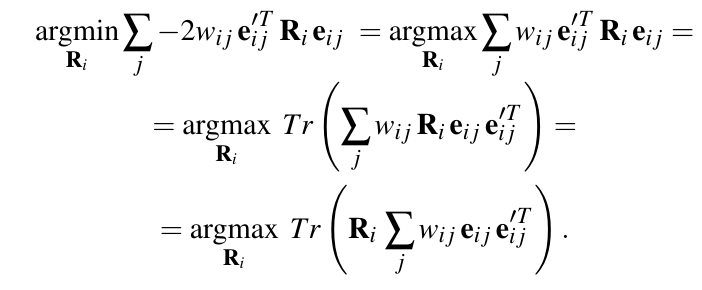 argmin_{R_i} ∑_j −2w_{ij} e′^T_{ij} R_i e_{ij} = argmax_{R_i} ∑_j w_{ij} e′^T_{ij} R_i e_{ij} =
= argmax_{R_i} Tr ( ∑_j w_{ij} R_i e_{ij} e′^T_{ij} ) =
= argmax_{R_i} Tr ( R_i ∑_j w_{ij} e_{ij} e′^T_{ij} ) .